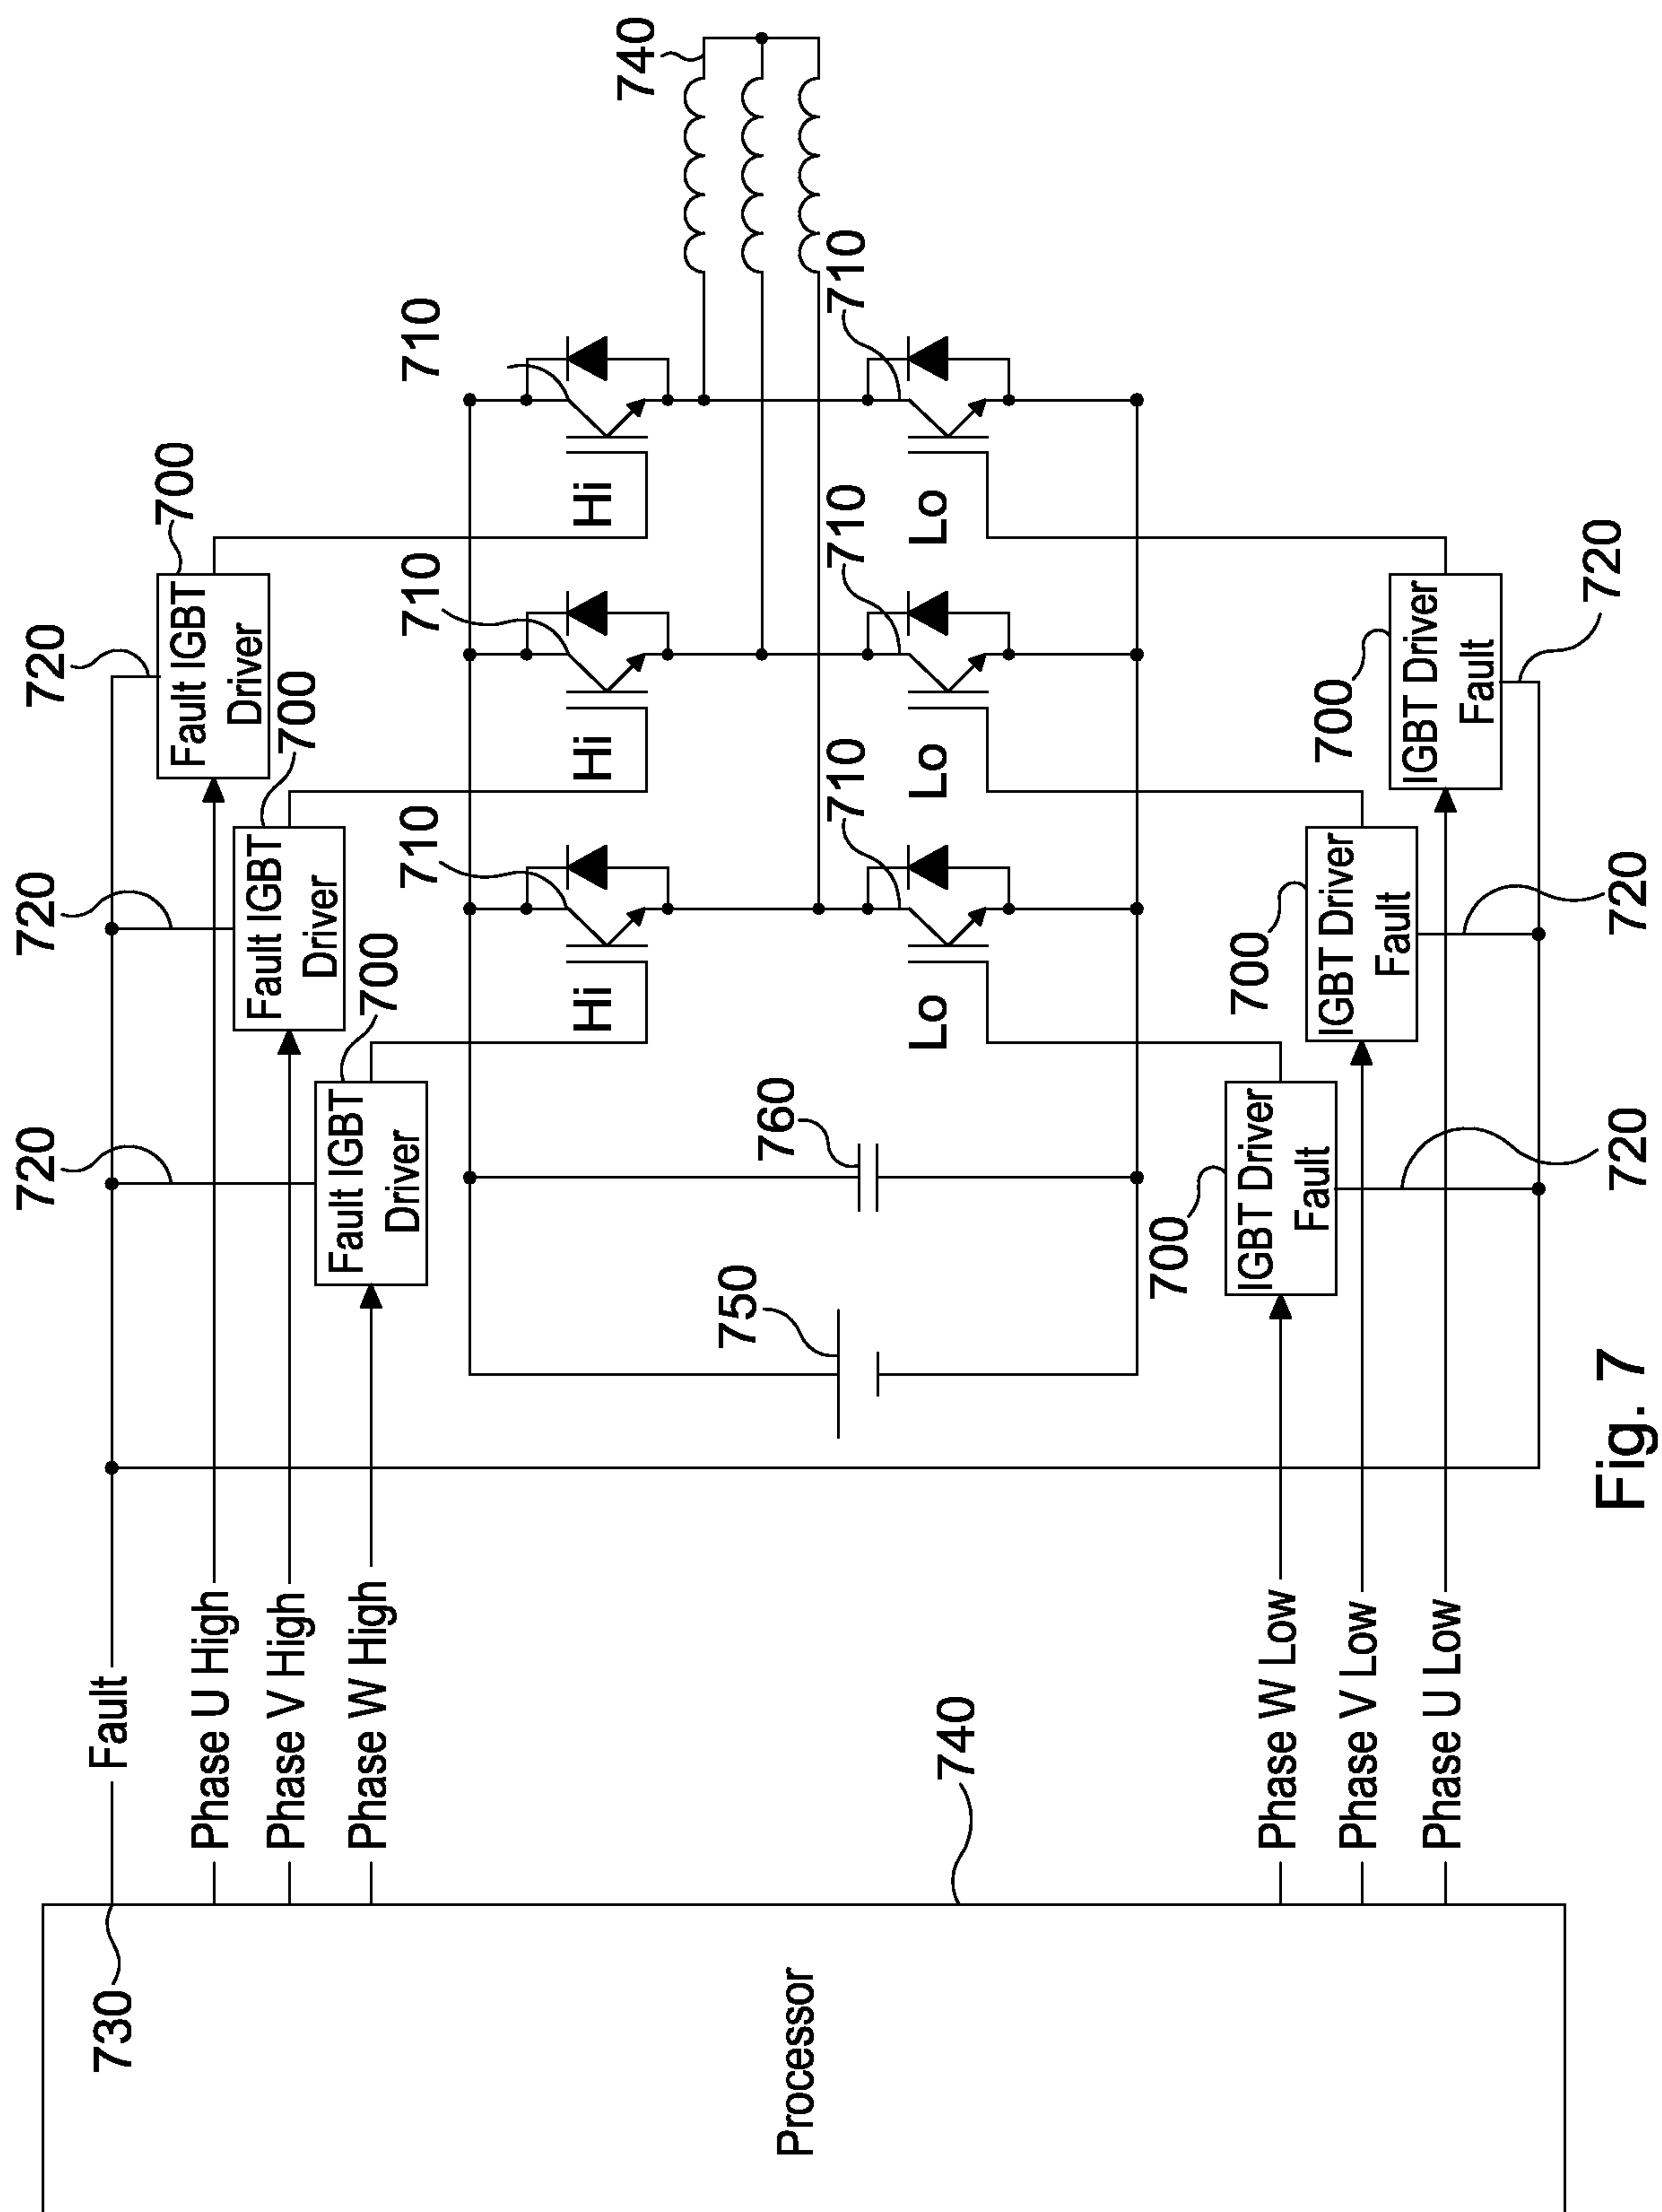 720
720
720
730
Fault
700
Fault IGBT
Driver
Phase U High
700
Fault IGBT
Driver
Phase V High
700
Fault IGBT
Driver
Phase W High
710
710
710
740
Hi
Hi
Hi
750
760
710
710
710
Processor
740
Lo
Lo
Lo
700
IGBT Driver
Fault
Phase W Low
700
IGBT Driver
Fault
Phase V Low
700
IGBT Driver
Fault
Phase U Low
720
720
720
Fig. 7